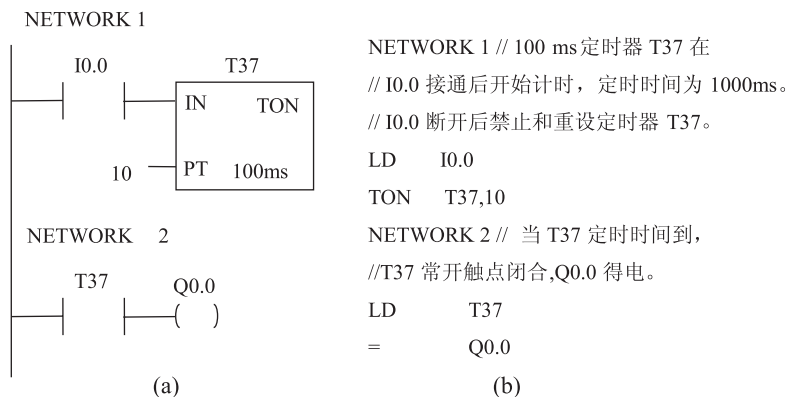 NETWORK 1
I0.0
T37
IN TON
10 PT 100ms
NETWORK 2
T37
Q0.0
( )
(a)
NETWORK 1 // 100 ms定时器 T37 在
// I0.0 接通后开始计时，定时时间为 1000ms。
// I0.0 断开后禁止和重设定时器 T37。
LD I0.0
TON T37,10
NETWORK 2 // 当 T37 定时时间到，
//T37 常开触点闭合,Q0.0 得电。
LD T37
= Q0.0
(b)